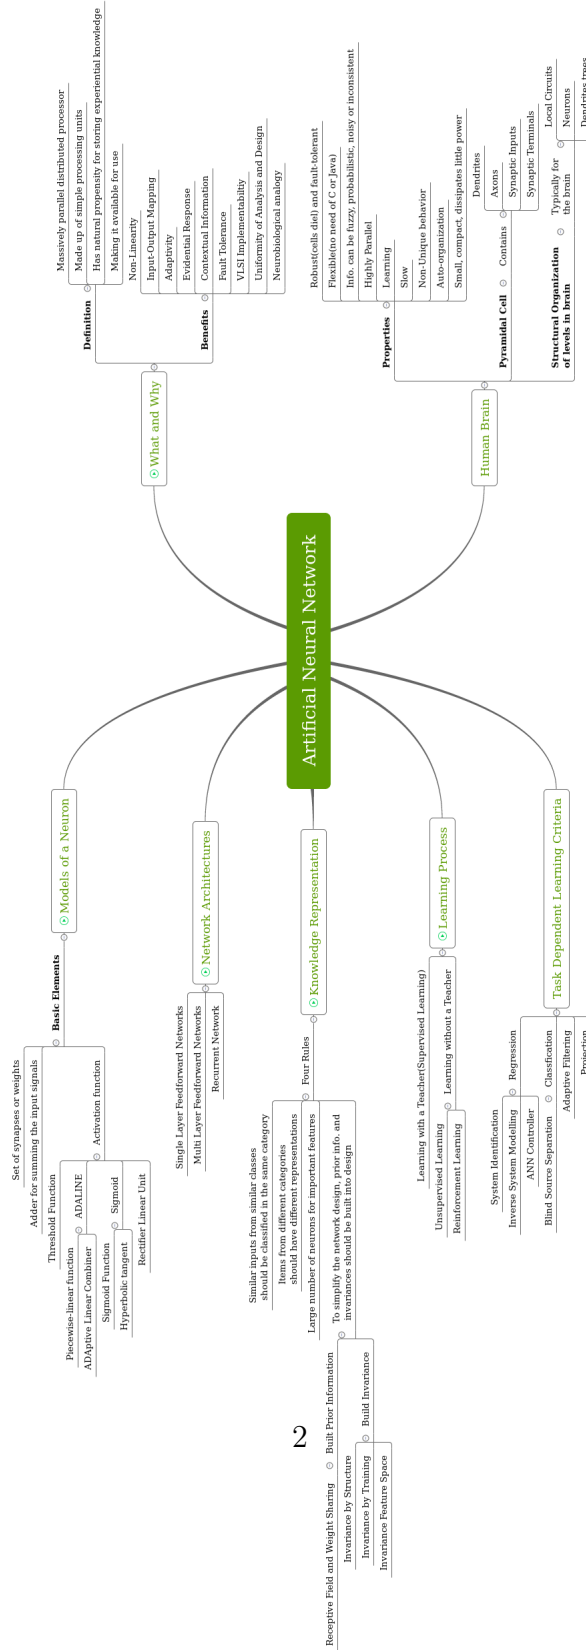 Artificial Neural Network
What and Why
Definition
Massively parallel distributed processor
Made up of simple processing units
Has natural propensity for storing experiential knowledge
Making it available for use
Benefits
Non-Linearity
Input-Output Mapping
Adaptivity
Evidential Response
Contextual Information
Fault Tolerance
VLSI Implementabiltiy
Uniformity of Analysis and Design
Neurobiological analogy
Human Brain
Properties
Robust(cells die!) and fault-tolerant
Flexible(no need of C or Java)
Info. can be fuzzy, probabilistic, noisy or inconsistent
Highly Parallel
Learning
Slow
Non-Unique behavior
Auto-organization
Small, compact, dissipates little power
Pyramidal Cell
Contains
Dendrites
Axons
Synaptic Inputs
Synaptic Terminals
Structural Organization
of levels in brain
Typically for
the brain
Local Circuits
Neurons
Dendrites trees
Models of a Neuron
Basic Elements
Set of synapses or weights
Adder for summing the input signals
Activation function
Threshold Function
ADALINE
Piecewise-linear function
ADAptive Linear Combiner
Sigmoid
Sigmoid Function
Hyperbolic tangent
Rectifier Linear Unit
Network Architectures
Single Layer Feedforward Networks
Multi Layer Feedforward Networks
Recurrent Network
Knowledge Representation
Four Rules
Similar inputs from similar classes
should be classified in the same category
Items from different categories
should have different representations
Large number of neurons for important features
To simplify the network design, prior info. and
invariances should be built into design
Built Prior Information
Receptive Field and Weight Sharing
Build Invariance
Invariance by Structure
Invariance by Training
Invariance Feature Space
Learning Process
Learning with a Teacher(Supervised Learning)
Learning without a Teacher
Unsupervised Learning
Reinforcement Learning
Task Dependent Learning Criteria
Regression
System Identification
Inverse System Modelling
ANN Controller
Classfication
Blind Source Separation
Adaptive Filtering
Projection
2